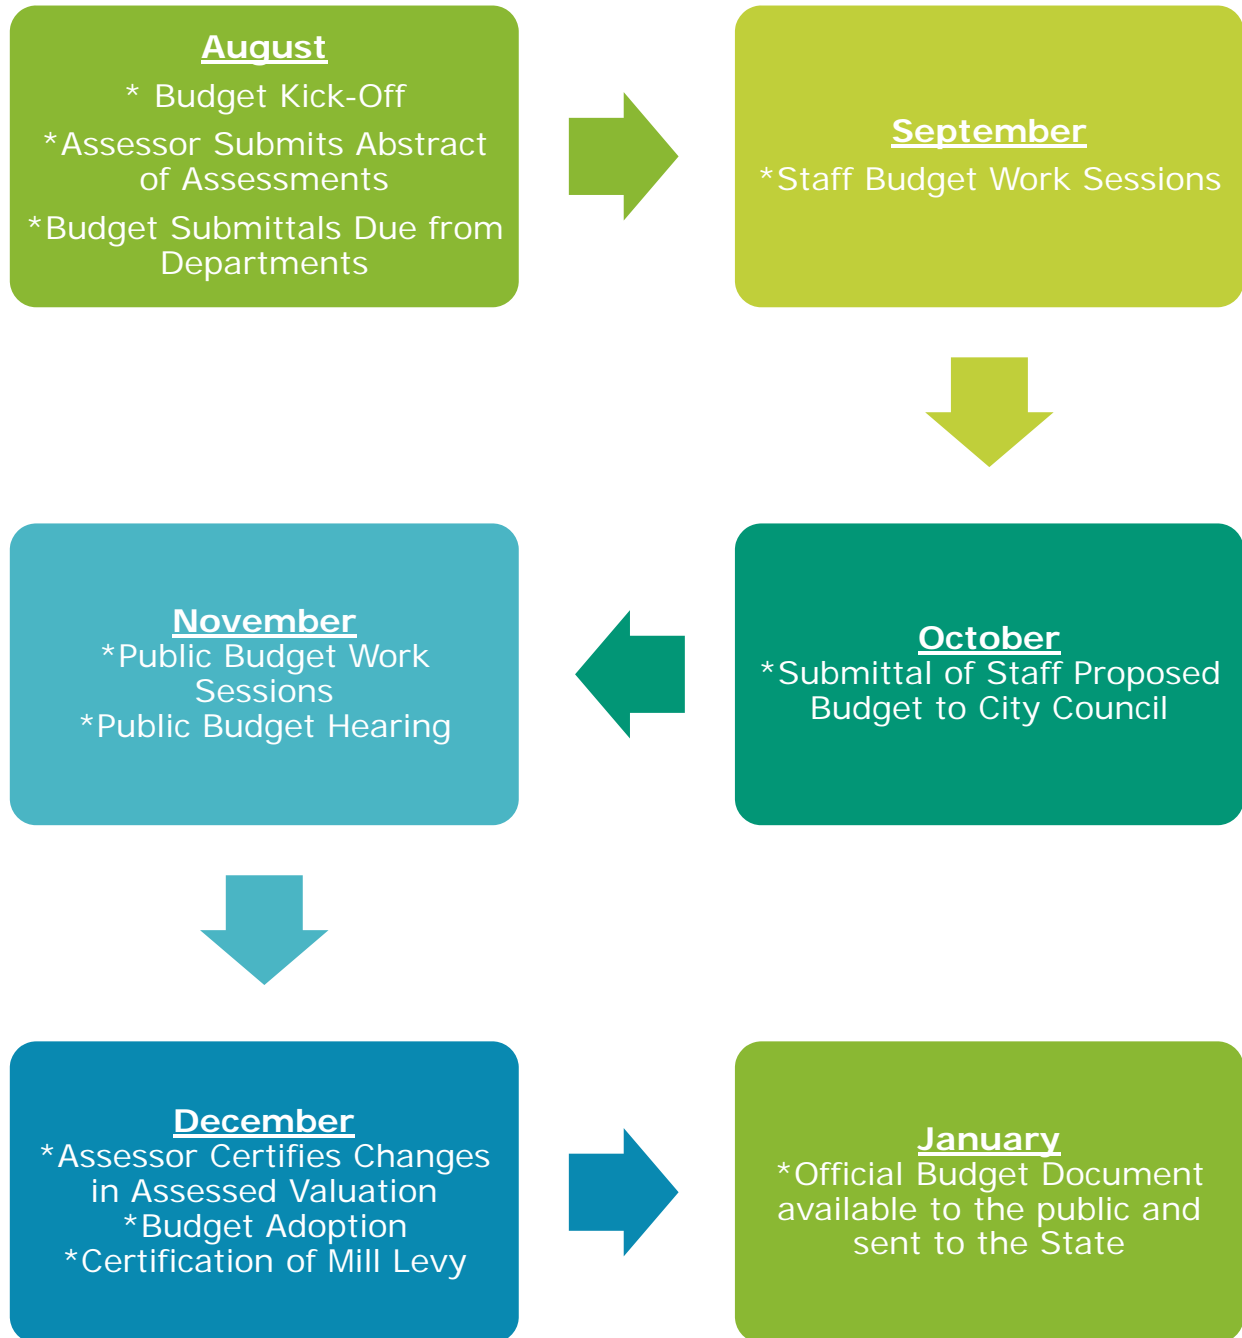 August
* Budget Kick-Off
*Assessor Submits Abstract
of Assessments
*Budget Submittals Due from
Departments
September
*Staff Budget Work Sessions
October
*Submittal of Staff Proposed
Budget to City Council
November
*Public Budget Work
Sessions
*Public Budget Hearing
December
*Assessor Certifies Changes
in Assessed Valuation
*Budget Adoption
*Certification of Mill Levy
January
*Official Budget Document
available to the public and
sent to the State